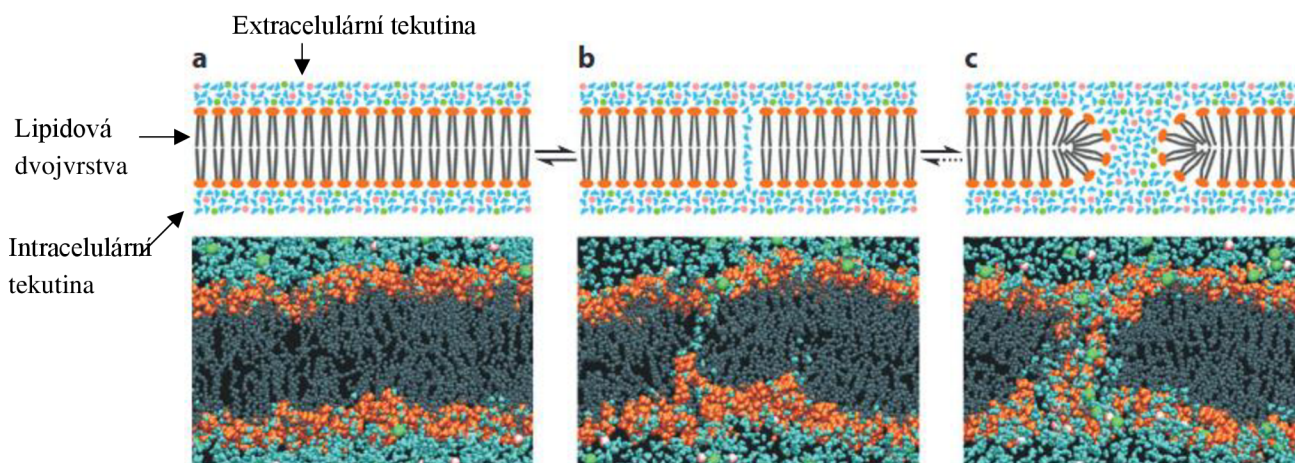 Extracelulární tekutina
a
b
c
Lipidová
dvojvrstva
Intracelulární
tekutina